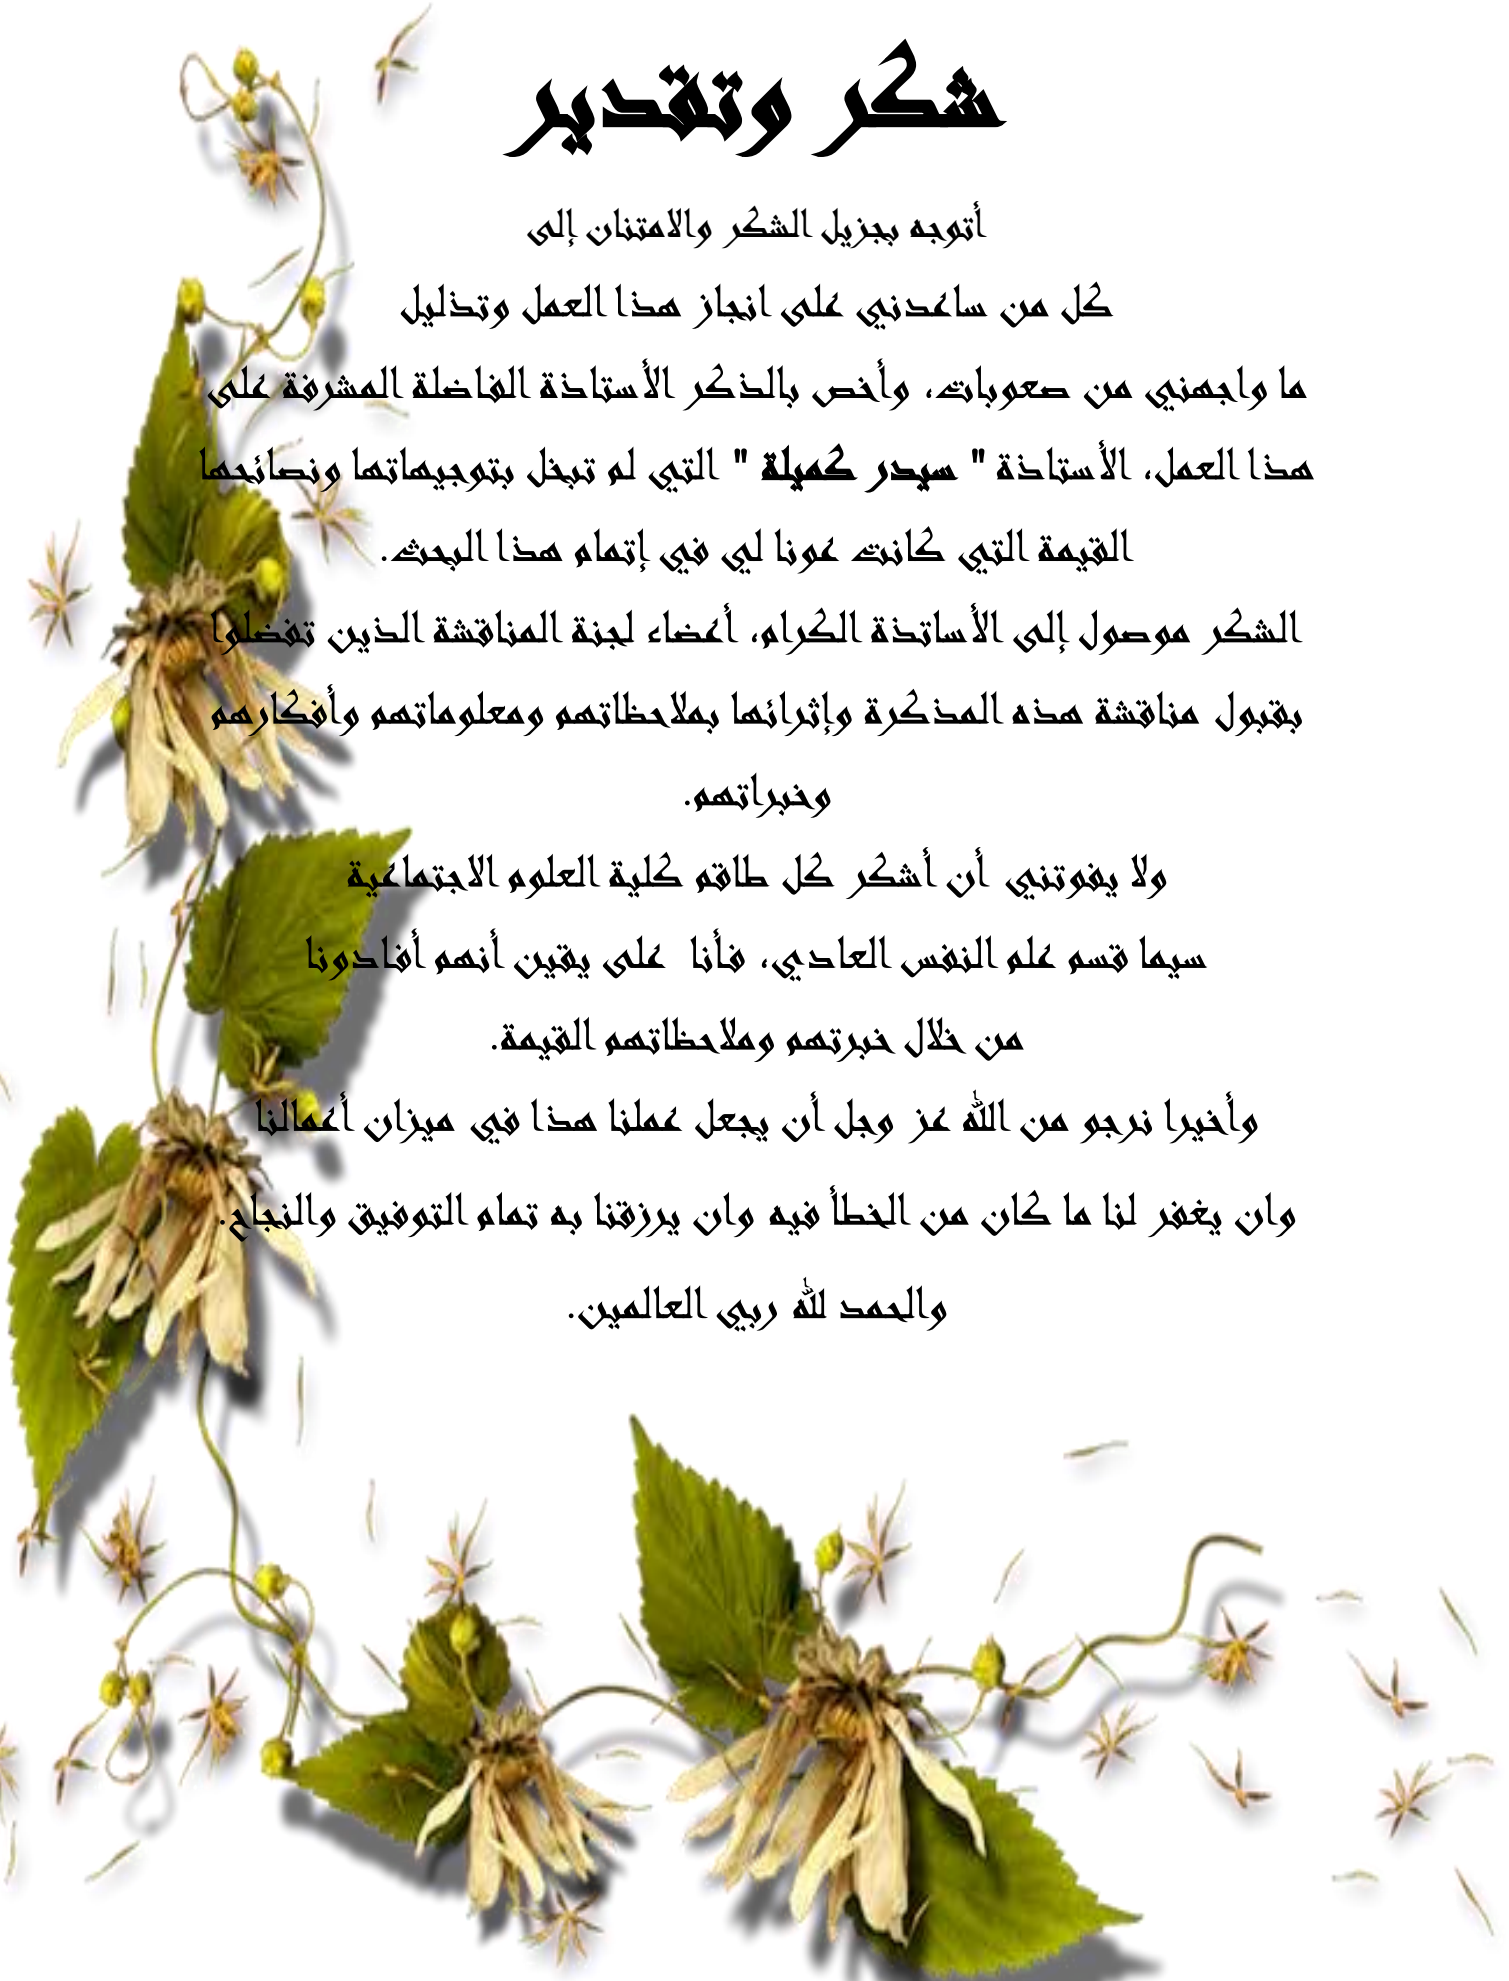 شكر وتقدير
أتوجه بجزيل الشكر والامتنان إلى
كل من ساعدني على انجاز هذا العمل وتذليل
ما واجهني من صعوبات، وأخص بالذكر الأستاذة الفاضلة المشرفة على
هذا العمل، الأستاذة " سيدر كميلة " التي لم تبخل بتوجيهاتها ونصائحها
القيمة التي كانت عونا لي في إتمام هذا البحث.
الشكر موصول إلى الأساتذة الكرام، أعضاء لجنة المناقشة الذين تفضلوا
بقبول مناقشة هذه المذكرة وإثرائها بملاحظاتهم ومعلوماتهم وأفكارهم
وخبراتهم.
ولا يفوتني أن أشكر كل طاقم كلية العلوم الاجتماعية
سيما قسم علم النفس العادي، فأنا على يقين أنهم أفادونا
من خلال خبرتهم وملاحظاتهم القيمة.
وأخيرا نرجو من الله عز وجل أن يجعل عملنا هذا في ميزان أعمالنا
وان يغفر لنا ما كان من الخطأ فيه وان يرزقنا به تمام التوفيق والنجاح.
والحمد لله ربي العالمين.